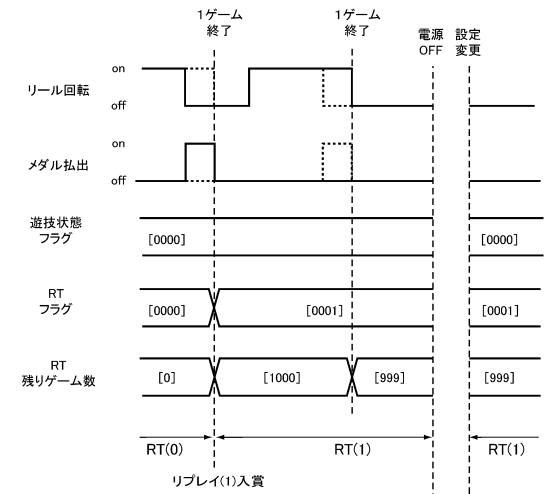 1ゲーム
終了
1ゲーム
終了
電源
OFF
設定
変更
リール回転
on
off
メダル払出
on
off
遊技状態
フラグ
[0000]
[0000]
RT
フラグ
[0000]
[0001]
[0001]
RT
残りゲーム数
[0]
[1000]
[999]
[999]
RT(0)
RT(1)
RT(1)
リプレイ(1)入賞